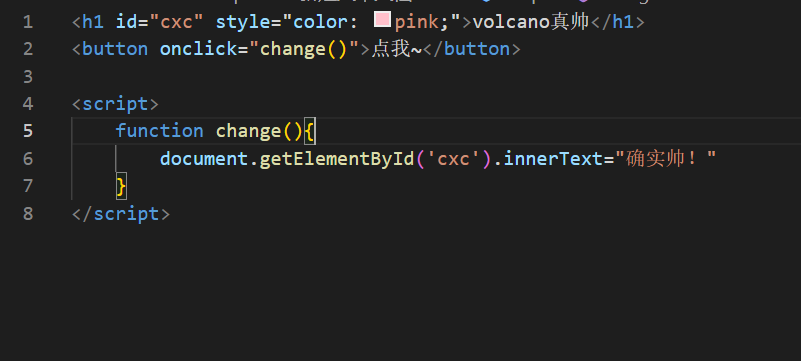 1 <h1 id="cxc" style="color: pink;">volcano真帅</h1>
2 <button onclick="change()">点我~</button>
3
4 <script>
5 function change(){
6 document.getElementById('cxc').innerText="确实帅！"
7 }
8 </script>